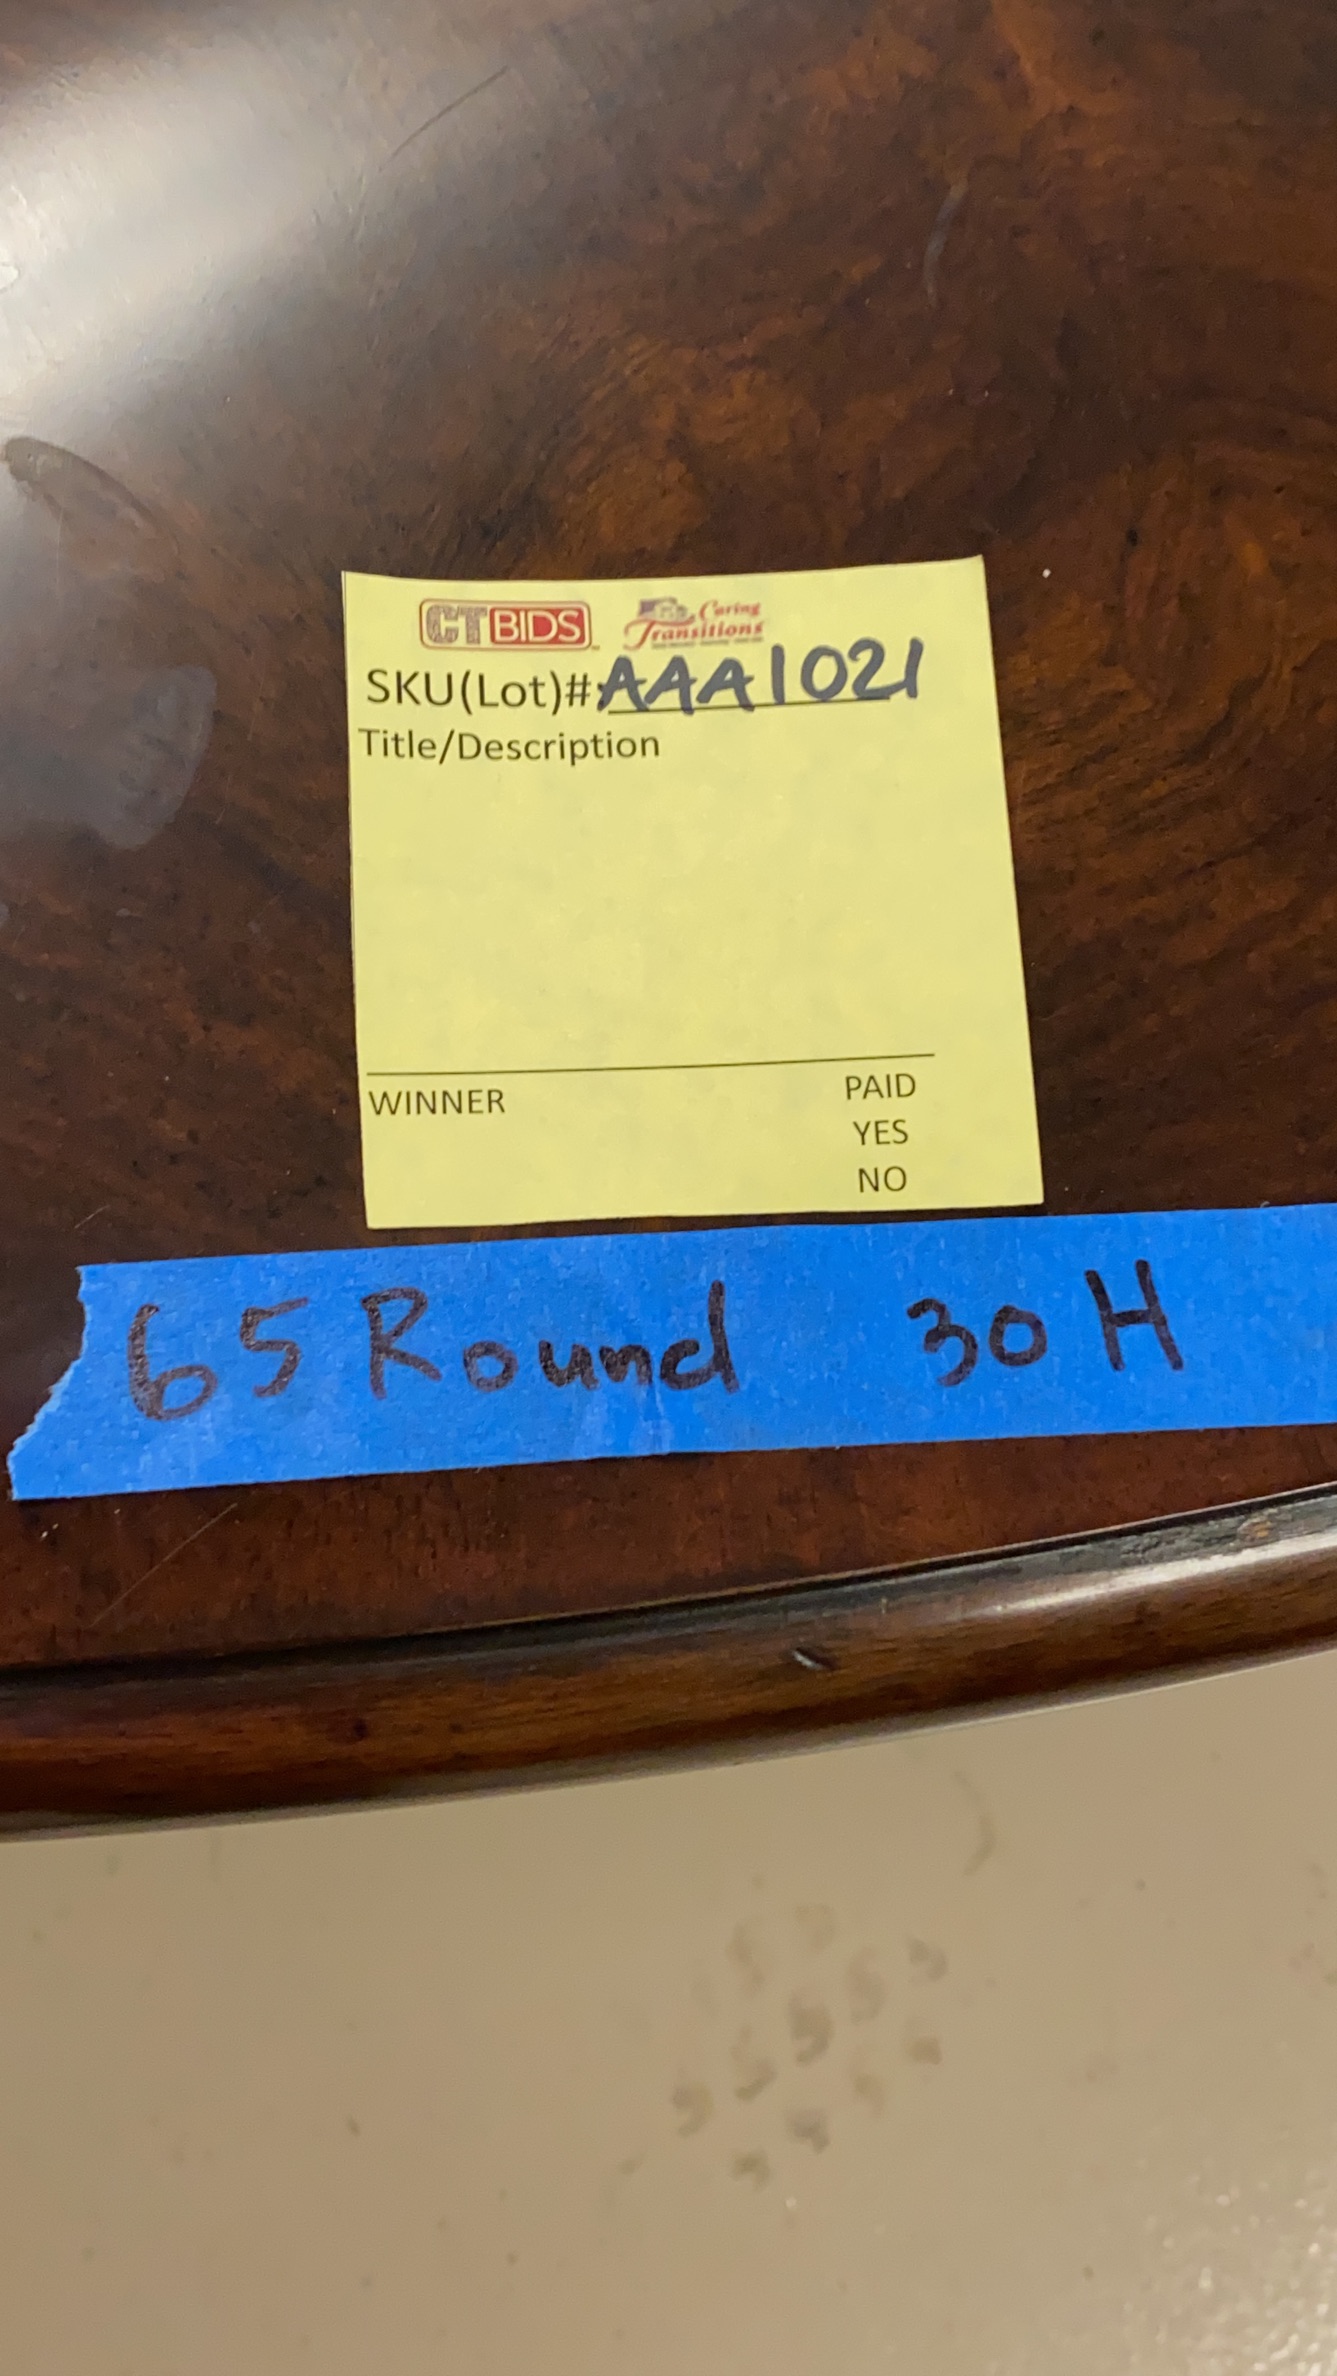 CTBIDS Caring Transitions
SKU(Lot)#: AAA1021
Title/Description
WINNER PAID
YES
NO
65 Round 30 H